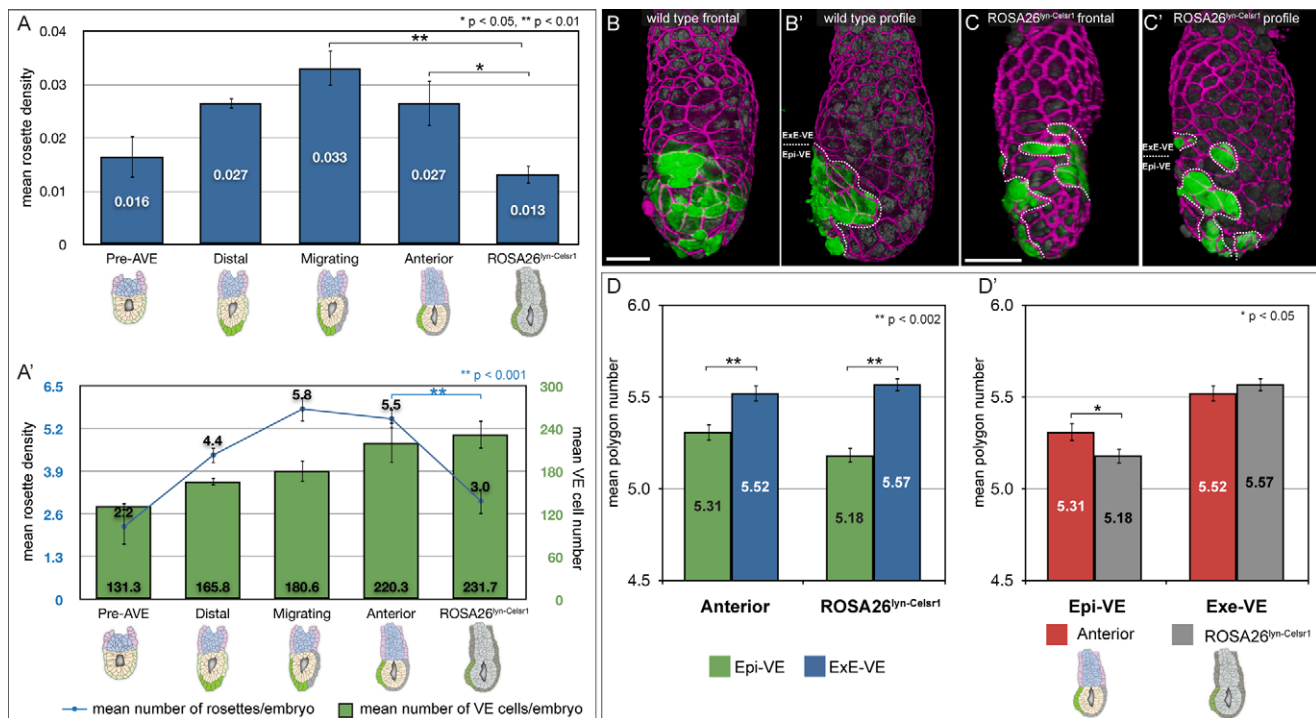 A
* p < 0.05, ** p < 0.01
mean rosette density
0.04
0.03
0.02
0.01
0
**
*
0.016
0.027
0.033
0.027
0.013
Pre-AVE
Distal
Migrating
Anterior
ROSA26lyn-Celsr1
A'
** p < 0.001
mean rosette density
6.5
5.2
3.9
2.6
1.3
0
mean VE cell number
300
240
180
120
60
0
**
2.2
4.4
5.8
5.5
3.0
131.3
165.8
180.6
220.3
231.7
Pre-AVE
Distal
Migrating
Anterior
ROSA26lyn-Celsr1
mean number of rosettes/embryo
mean number of VE cells/embryo
B
wild type frontal
B'
wild type profile
ExE-VE
Epi-VE
C
ROSA26lyn-Celsr1 frontal
C'
ROSA26lyn-Celsr1 profile
ExE-VE
Epi-VE
D
** p < 0.002
mean polygon number
6.0
5.5
5.0
4.5
**
**
5.31
5.52
5.18
5.57
Anterior
ROSA26lyn-Celsr1
Epi-VE
ExE-VE
D'
* p < 0.05
mean polygon number
6.0
5.5
5.0
4.5
*
5.31
5.18
5.52
5.57
Epi-VE
Exe-VE
Anterior
ROSA26lyn-Celsr1